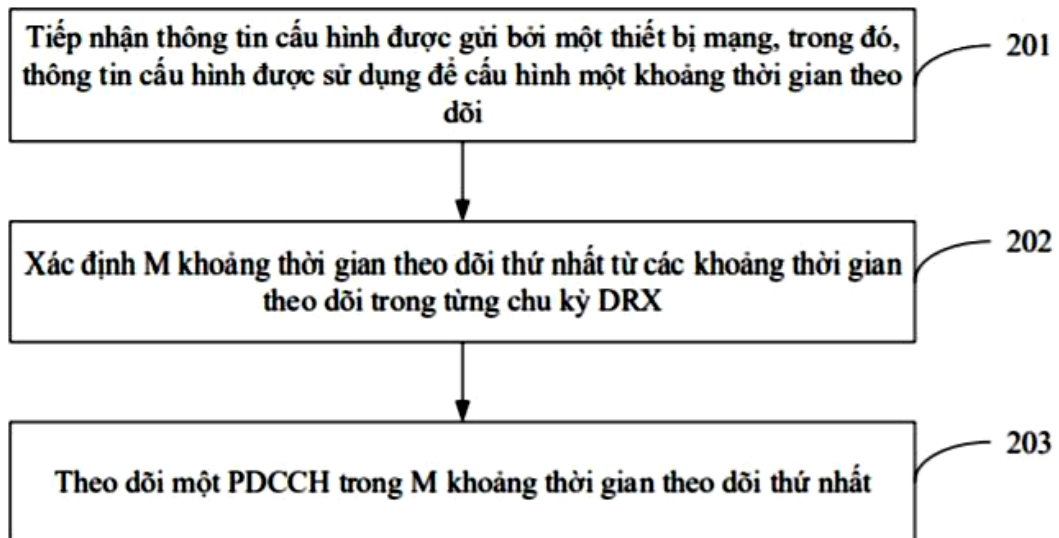 Tiếp nhận thông tin cấu hình được gửi bởi một thiết bị mạng, trong đó,
thông tin cấu hình được sử dụng để cấu hình một khoảng thời gian theo
dõi
201
Xác định M khoảng thời gian theo dõi thứ nhất từ các khoảng thời gian
theo dõi trong từng chu kỳ DRX
202
Theo dõi một PDCCH trong M khoảng thời gian theo dõi thứ nhất
203